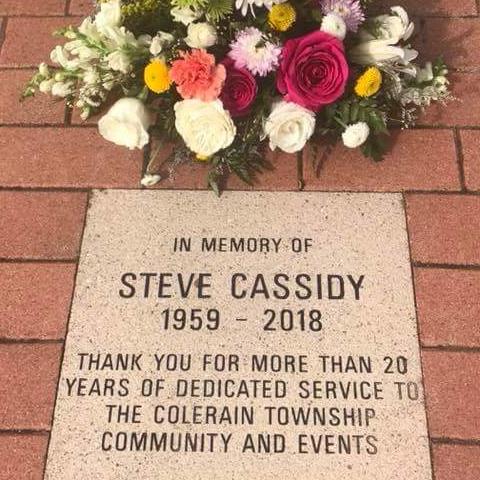 IN MEMORY OF
STEVE CASSIDY
1959 - 2018
THANK YOU FOR MORE THAN 20
YEARS OF DEDICATED SERVICE TO
THE COLERAIN TOWNSHIP
COMMUNITY AND EVENTS